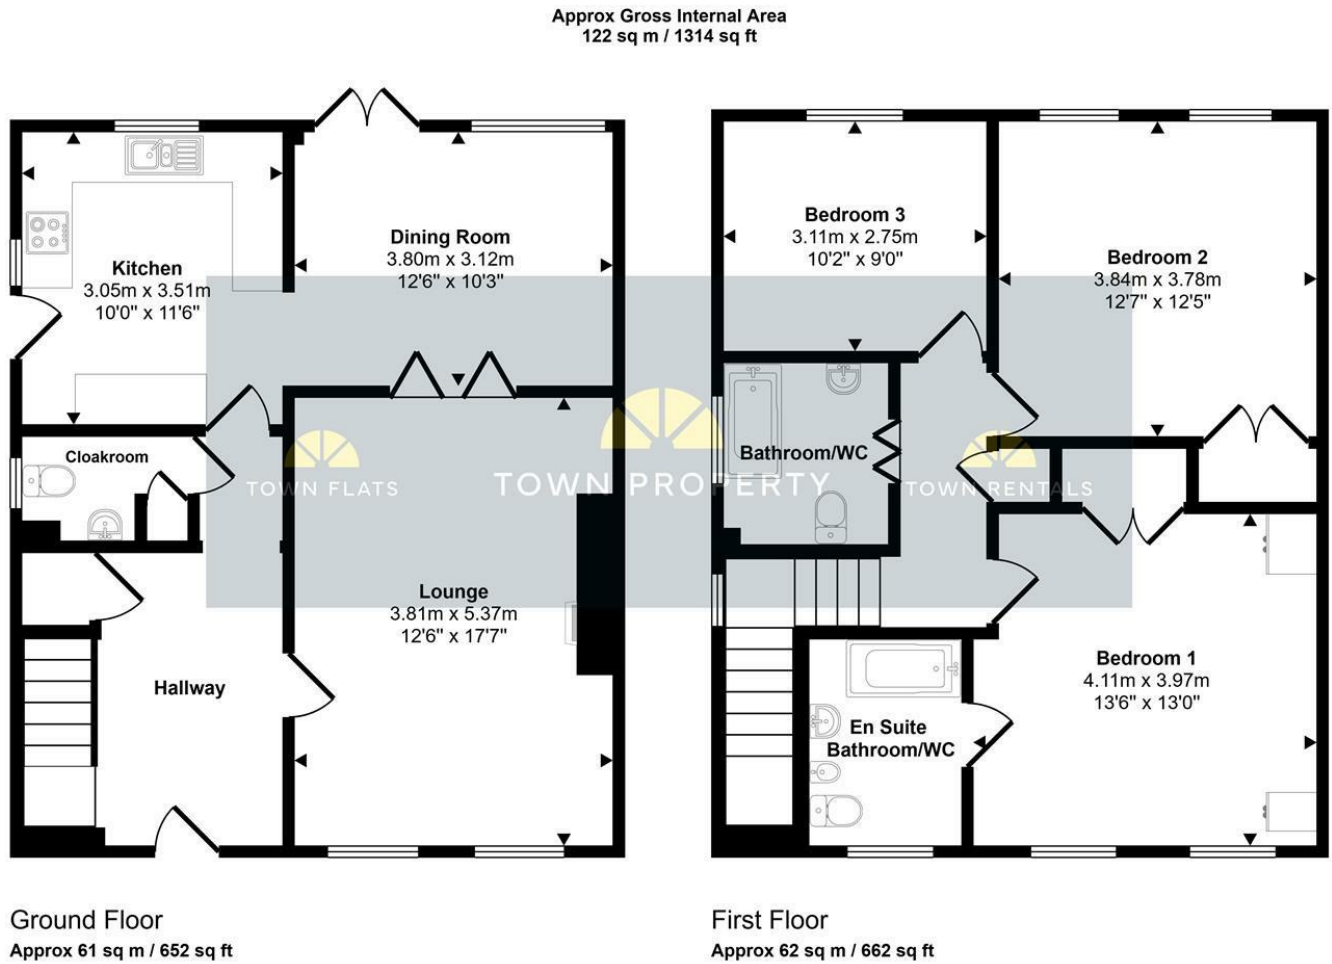 Approx Gross Internal Area
122 sq m / 1314 sq ft
Kitchen
3.05m x 3.51m
10'0" x 11'6"
Dining Room
3.80m x 3.12m
12'6" x 10'3"
Cloakroom
Lounge
3.81m x 5.37m
12'6" x 17'7"
Hallway
Bedroom 3
3.11m x 2.75m
10'2" x 9'0"
Bedroom 2
3.84m x 3.78m
12'7" x 12'5"
Bathroom/WC
Bedroom 1
4.11m x 3.97m
13'6" x 13'0"
En Suite
Bathroom/WC
TOWN FLATS
TOWN PROPERTY
TOWN RENTALS
Ground Floor
Approx 61 sq m / 652 sq ft
First Floor
Approx 62 sq m / 662 sq ft